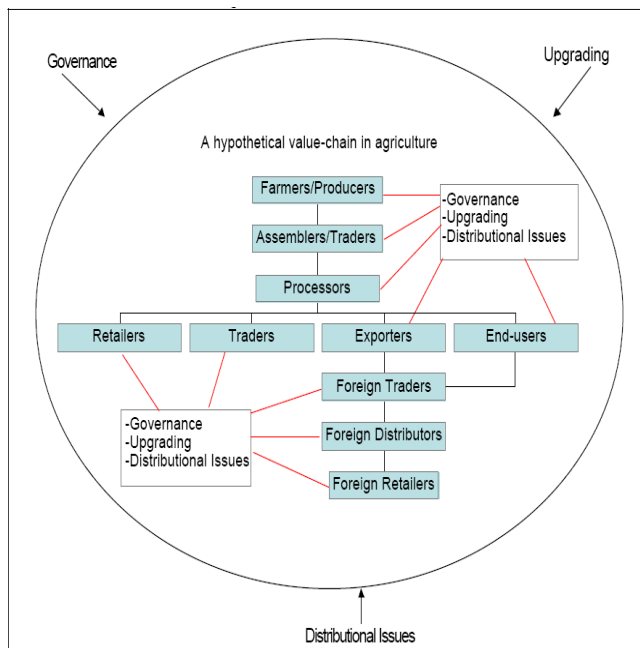 Governance
Upgrading
A hypothetical value-chain in agriculture
Farmers/Producers
-Governance
-Upgrading
-Distributional Issues
Assemblers/Traders
Processors
Retailers
Traders
Exporters
End-users
Foreign Traders
-Governance
-Upgrading
-Distributional Issues
Foreign Distributors
Foreign Retailers
Distributional Issues